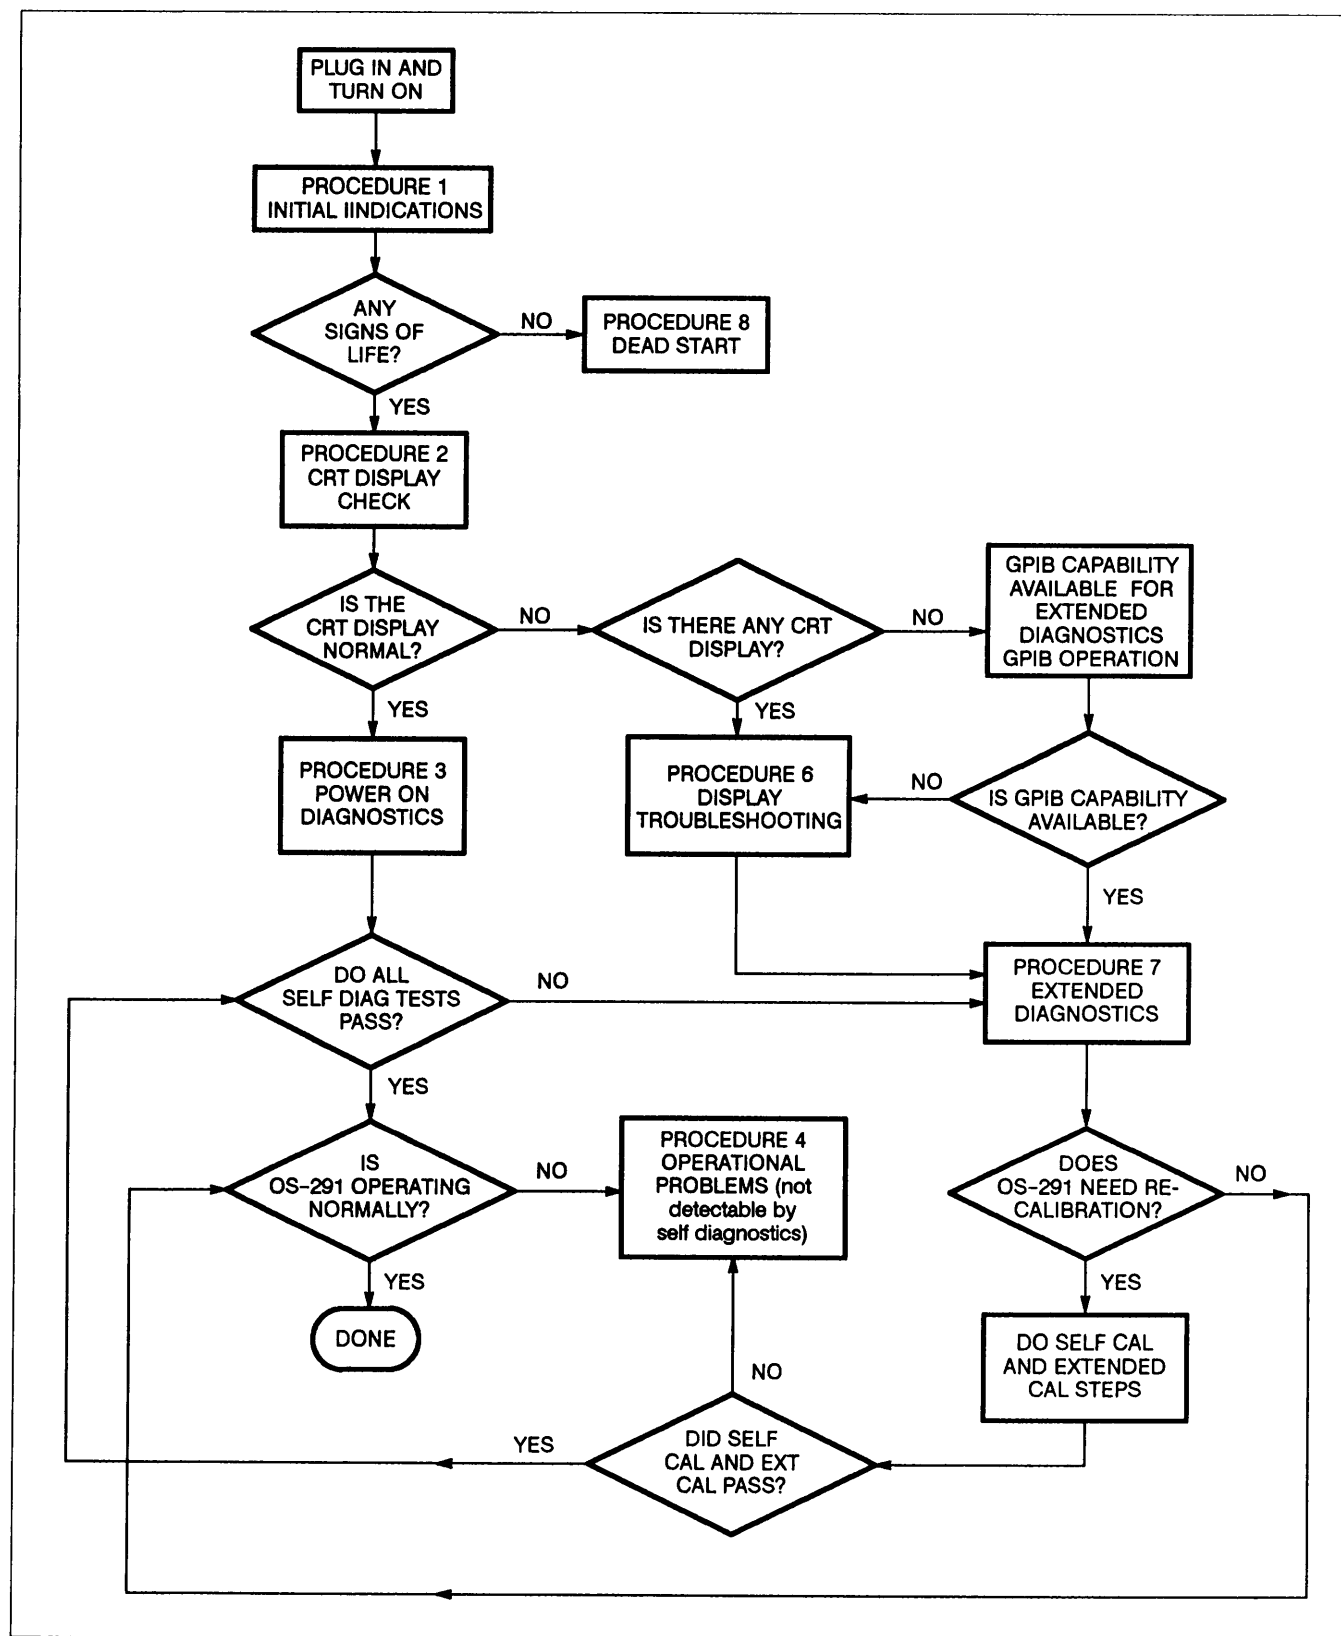 PLUG IN AND
TURN ON
PROCEDURE 1
INITIAL IINDICATIONS
ANY
SIGNS OF
LIFE?
NO
PROCEDURE 8
DEAD START
YES
PROCEDURE 2
CRT DISPLAY
CHECK
IS THE
CRT DISPLAY
NORMAL?
NO
IS THERE ANY CRT
DISPLAY?
NO
GPIB CAPABILITY
AVAILABLE FOR
EXTENDED
DIAGNOSTICS
GPIB OPERATION
YES
YES
PROCEDURE 3
POWER ON
DIAGNOSTICS
PROCEDURE 6
DISPLAY
TROUBLESHOOTING
NO
IS GPIB CAPABILITY
AVAILABLE?
YES
DO ALL
SELF DIAG TESTS
PASS?
NO
PROCEDURE 7
EXTENDED
DIAGNOSTICS
YES
IS
OS-291 OPERATING
NORMALLY?
NO
PROCEDURE 4
OPERATIONAL
PROBLEMS (not
detectable by
self diagnostics)
DOES
OS-291 NEED RE-
CALIBRATION?
NO
YES
YES
DONE
DO SELF CAL
AND EXTENDED
CAL STEPS
NO
YES
DID SELF
CAL AND EXT
CAL PASS?